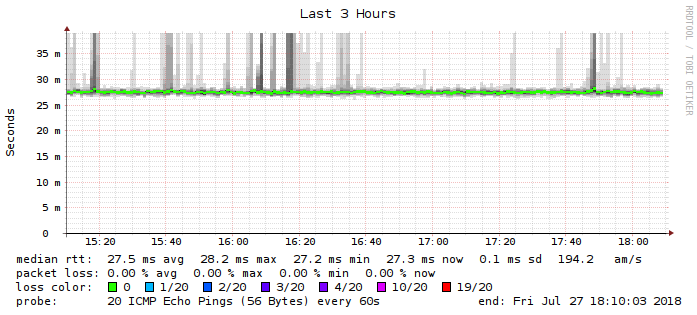 Last 3 Hours
RRDTOOL / TOBI OETIKER
Seconds
35 m
30 m
25 m
20 m
15 m
10 m
5 m
0
15:20 15:40 16:00 16:20 16:40 17:00 17:20 17:40 18:00
median rtt: 27.5 ms avg 28.2 ms max 27.2 ms min 27.3 ms now 0.1 ms sd 194.2 am/s
packet loss: 0.00 % avg 0.00 % max 0.00 % min 0.00 % now
loss color: 0 1/20 2/20 3/20 4/20 10/20 19/20
probe: 20 ICMP Echo Pings (56 Bytes) every 60s end: Fri Jul 27 18:10:03 2018